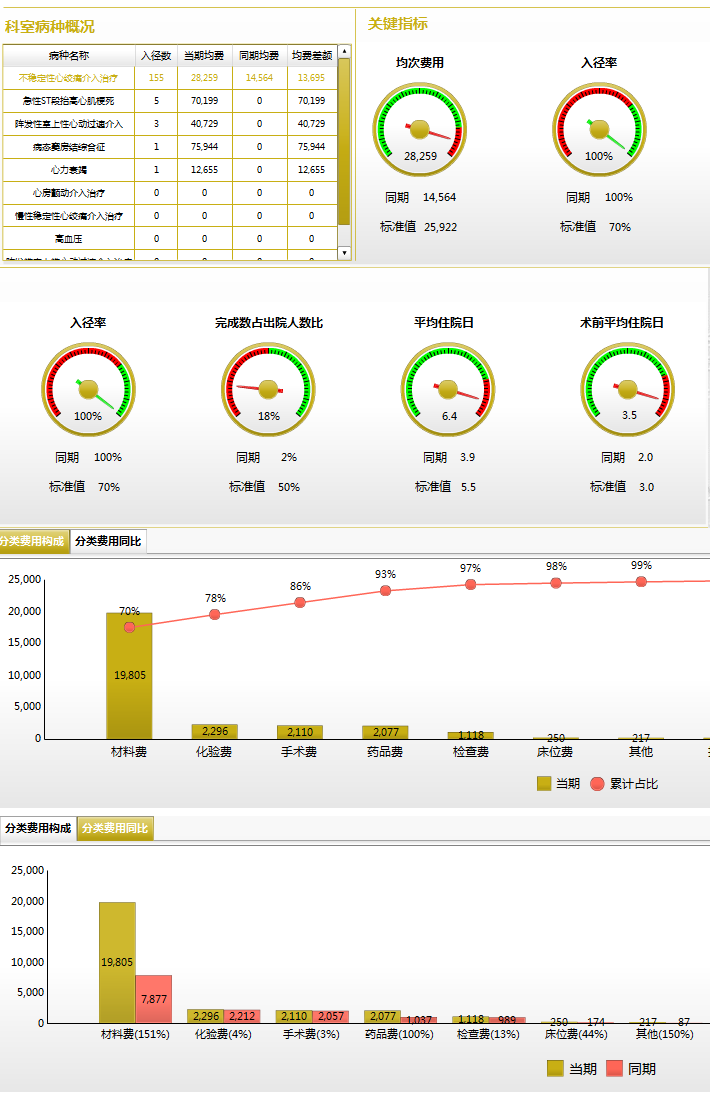 科室病种概况
病种名称 入径数 当期均费 同期均费 均费差额
不稳定性心绞痛介入治疗 155 28,259 14,564 13,695
急性ST段抬高心肌梗死 5 70,199 0 70,199
阵发性室上性心动过速介入 3 40,729 0 40,729
病态窦房结综合征 1 75,944 0 75,944
心力衰竭 1 12,655 0 12,655
心房颤动介入治疗 0 0 0 0
慢性稳定性心绞痛介入治疗 0 0 0 0
高血压 0 0 0 0
关键指标
均次费用 入径率
28,259 100%
同期 14,564 同期 100%
标准值 25,922 标准值 70%
入径率 完成数占出院人数比 平均住院日 术前平均住院日
100% 18% 6.4 3.5
同期 100% 同期 2% 同期 3.9 同期 2.0
标准值 70% 标准值 50% 标准值 5.5 标准值 3.0
分类费用构成 分类费用同比
25,000
20,000
15,000
10,000
5,000
0
70% 78% 86% 93% 97% 98% 99%
19,805 2,296 2,110 2,077 1,118 250 217
材料费 化验费 手术费 药品费 检查费 床位费 其他
当期 累计占比
分类费用构成 分类费用同比
25,000
20,000
15,000
10,000
5,000
0
19,805 7,877 2,296 2,212 2,110 2,057 2,077 1,037 1,118 989 250 174 217 87
材料费(151%) 化验费(4%) 手术费(3%) 药品费(100%) 检查费(13%) 床位费(44%) 其他(150%)
当期 同期